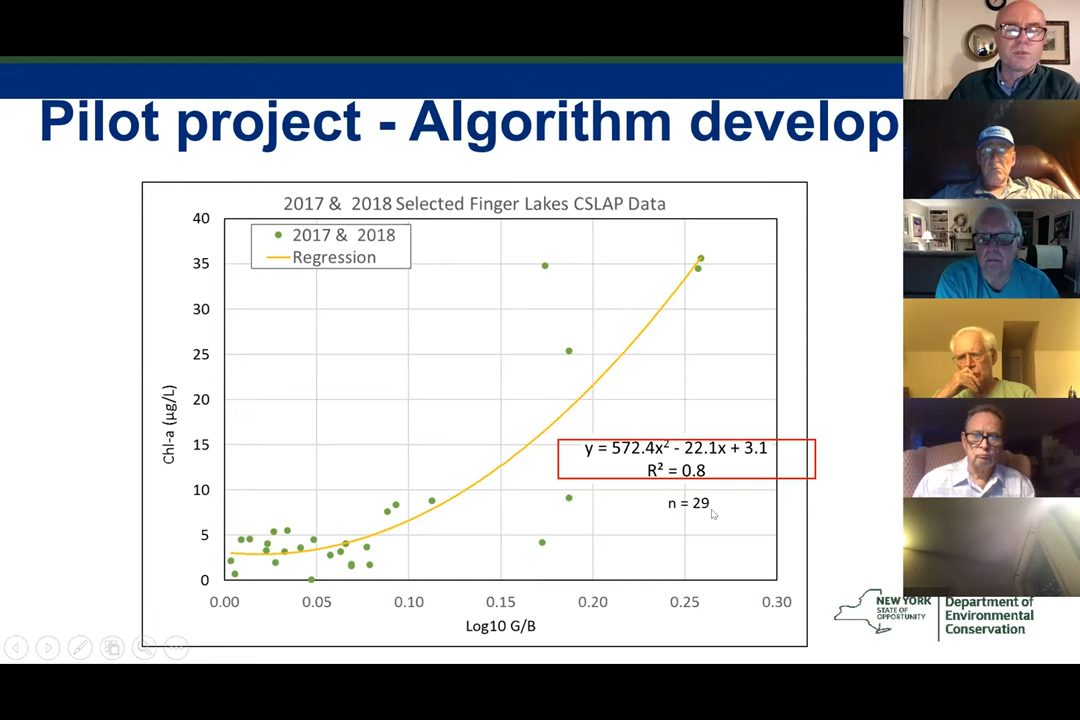 Pilot project - Algorithm develop
2017 & 2018 Selected Finger Lakes CSLAP Data
2017 & 2018
Regression
40
35
30
25
20
15
10
5
0
Chl-a (µg/L)
y = 572.4x² - 22.1x + 3.1
R² = 0.8
n = 29
0.00 0.05 0.10 0.15 0.20 0.25 0.30
Log10 G/B
NEW YORK
STATE OF
OPPORTUNITY
Department of
Environmental
Conservation